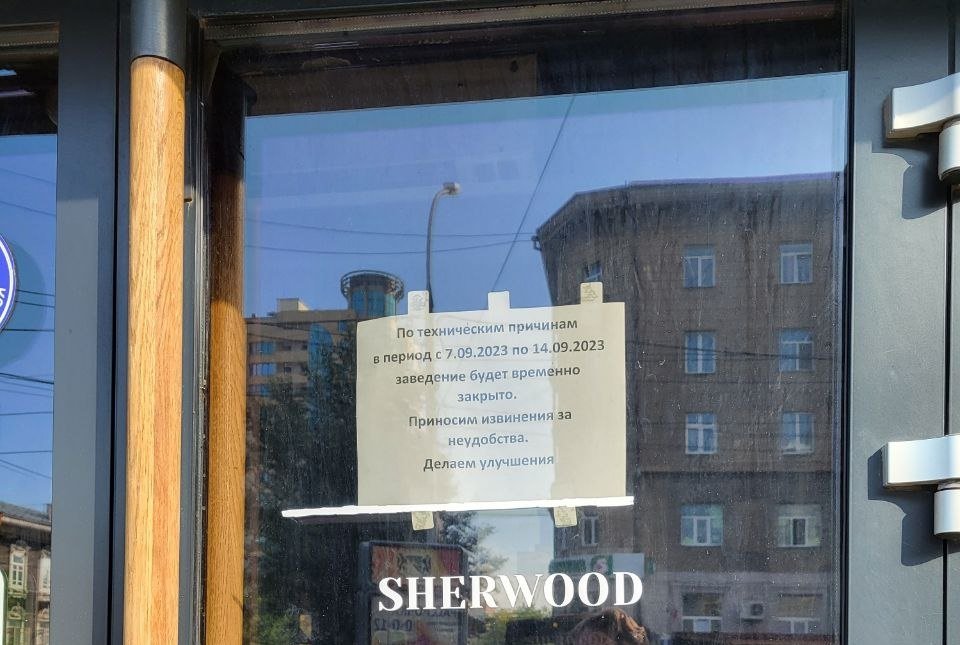 По техническим причинам
в период с 7.09.2023 по 14.09.2023
заведение будет временно
закрыто.
Приносим извинения за
неудобства.
Делаем улучшения
SHERWOOD